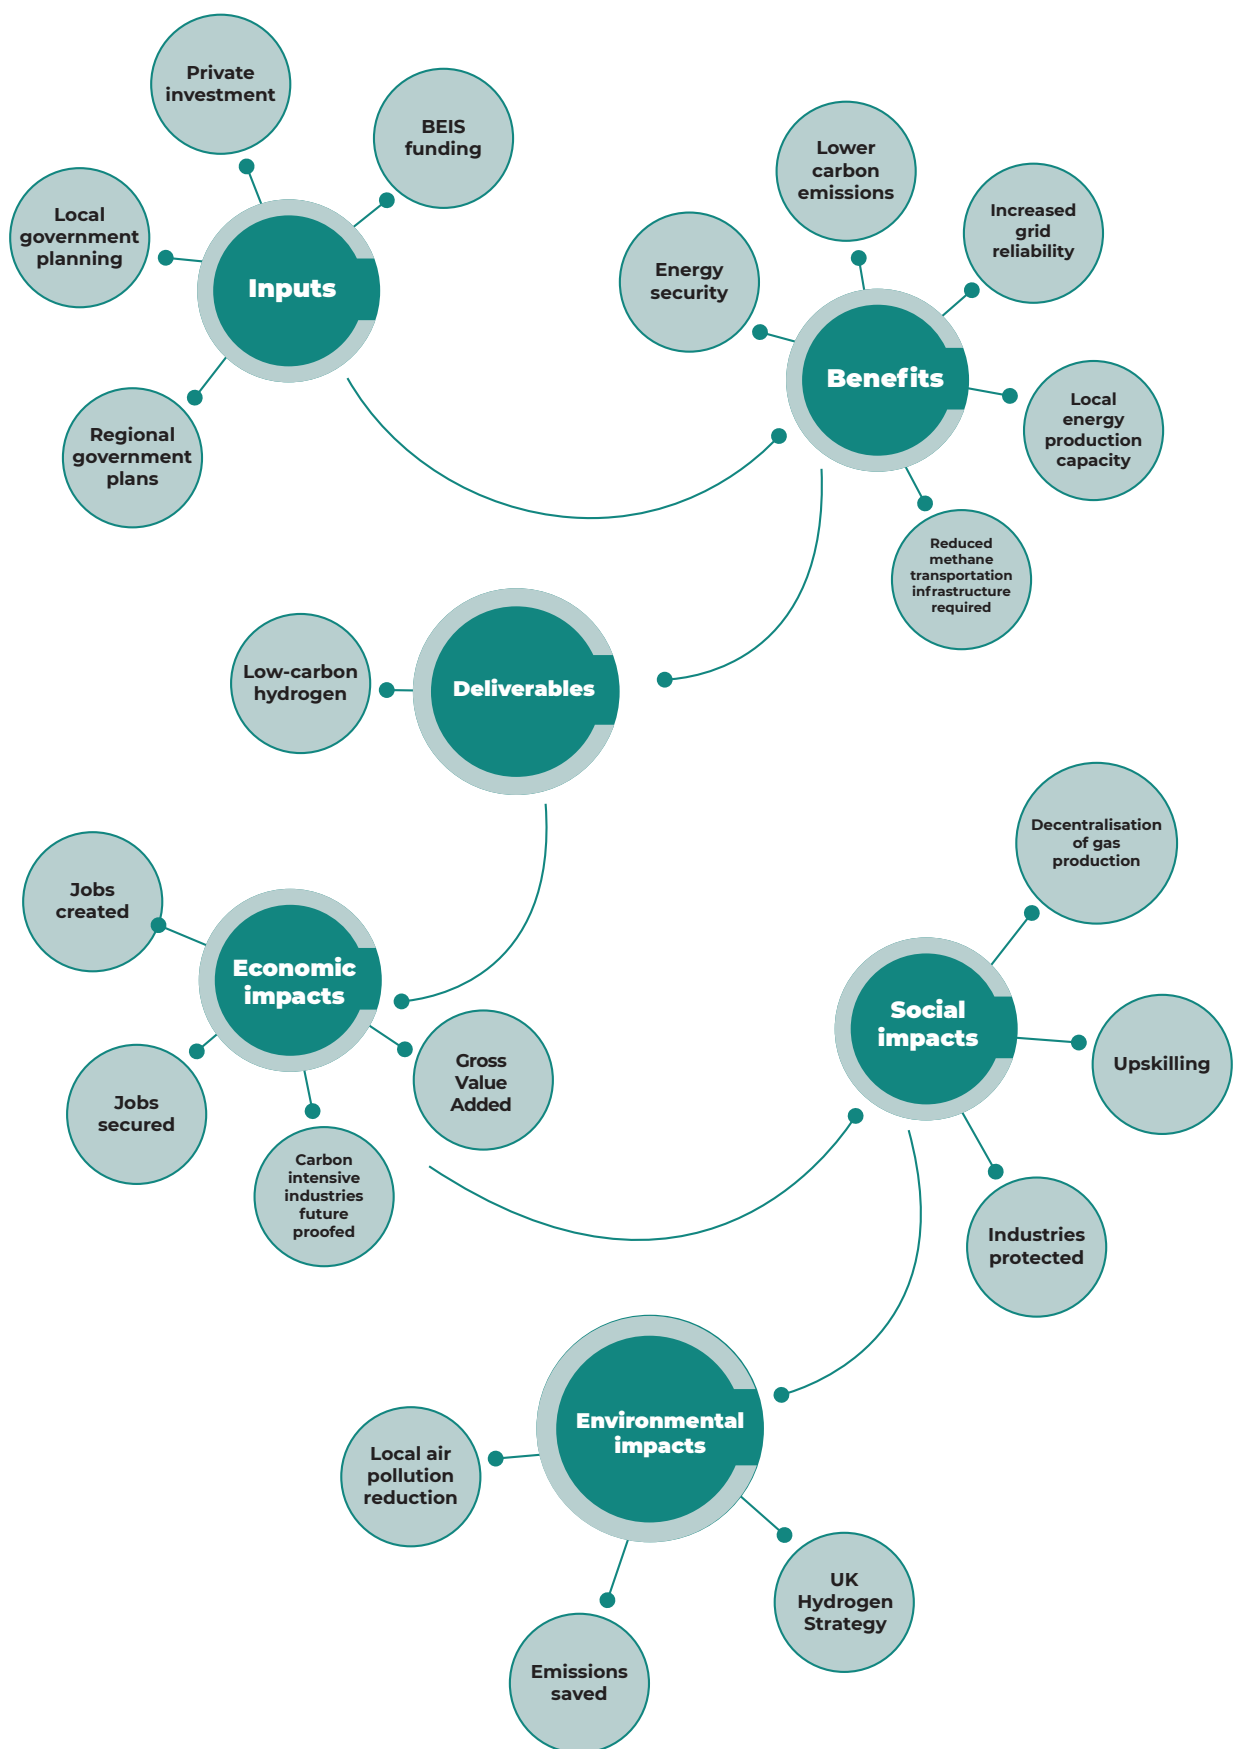 Private
investment
BEIS
funding
Local
government
planning
Inputs
Regional
government
plans
Lower
carbon
emissions
Increased
grid
reliability
Energy
security
Benefits
Local
energy
production
capacity
Reduced
methane
transportation
infrastructure
required
Low-carbon
hydrogen
Deliverables
Jobs
created
Economic
impacts
Jobs
secured
Gross
Value
Added
Carbon
intensive
industries
future
proofed
Decentralisation
of gas
production
Social
impacts
Upskilling
Industries
protected
Environmental
impacts
Local air
pollution
reduction
UK
Hydrogen
Strategy
Emissions
saved